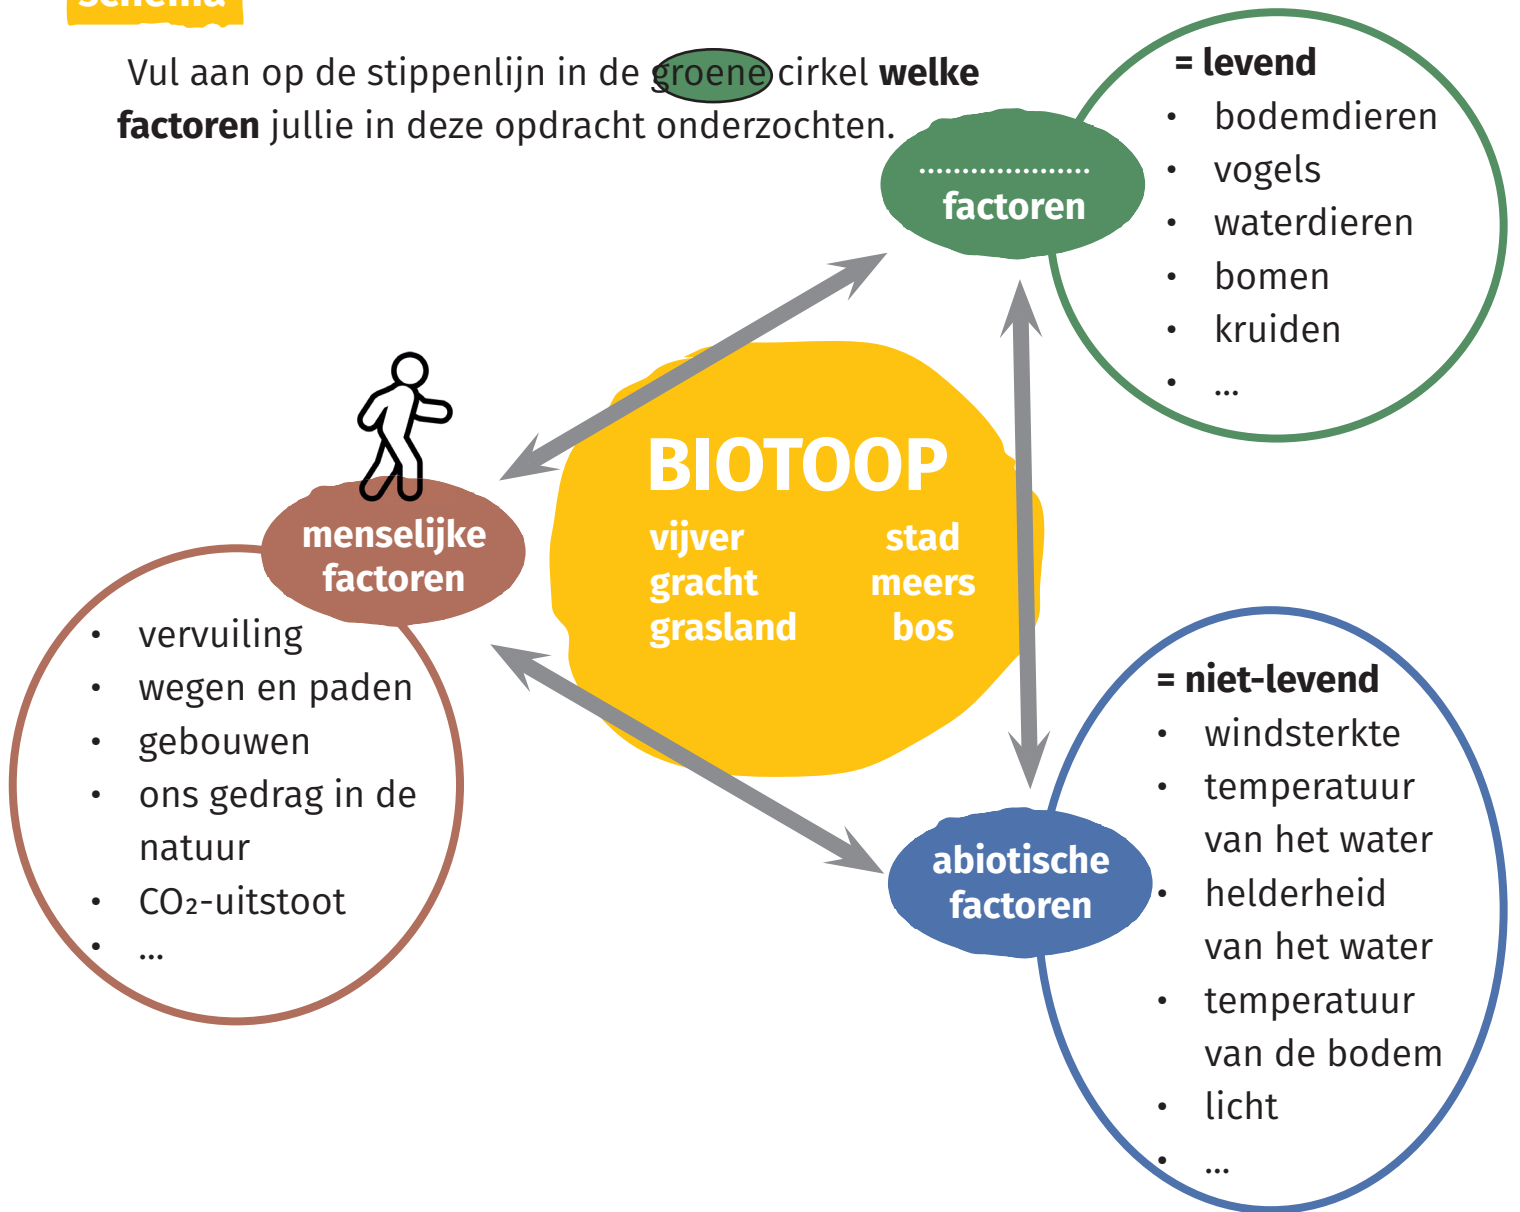 schema
Vul aan op de stippenlijn in de groene cirkel welke
factoren jullie in deze opdracht onderzochten.
....................
factoren
= levend
• bodemdieren
• vogels
• waterdieren
• bomen
• kruiden
• ...
BIOTOOP
vijver stad
gracht meers
grasland bos
menselijke
factoren
• vervuiling
• wegen en paden
• gebouwen
• ons gedrag in de
natuur
• CO₂-uitstoot
• ...
abiotische
factoren
= niet-levend
• windsterkte
• temperatuur
van het water
• helderheid
van het water
• temperatuur
van de bodem
• licht
• ...